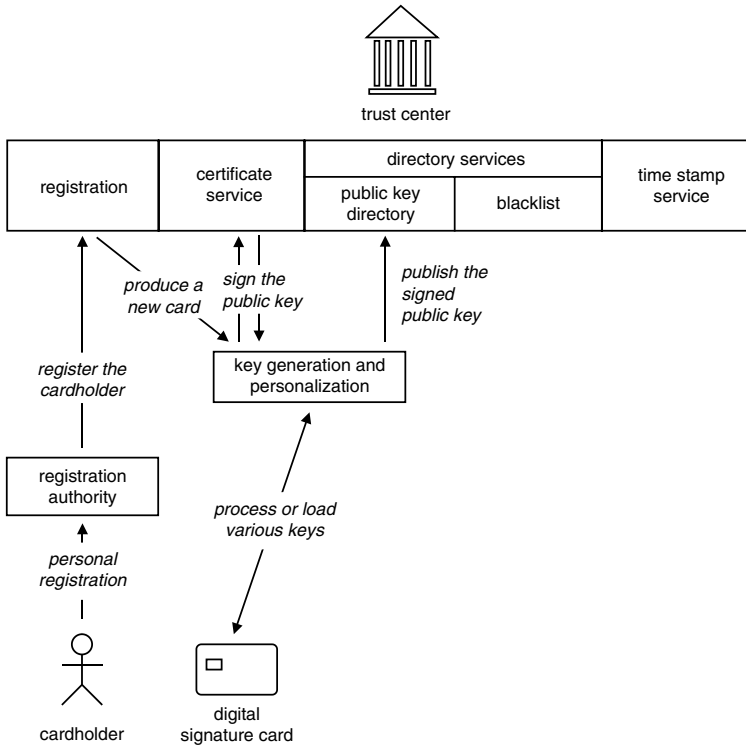 trust center
registration
certificate
service
directory services
public key
directory
blacklist
time stamp
service
produce a
new card
sign the
public key
publish the
signed
public key
register the
cardholder
key generation and
personalization
registration
authority
process or load
various keys
personal
registration
cardholder
digital
signature card